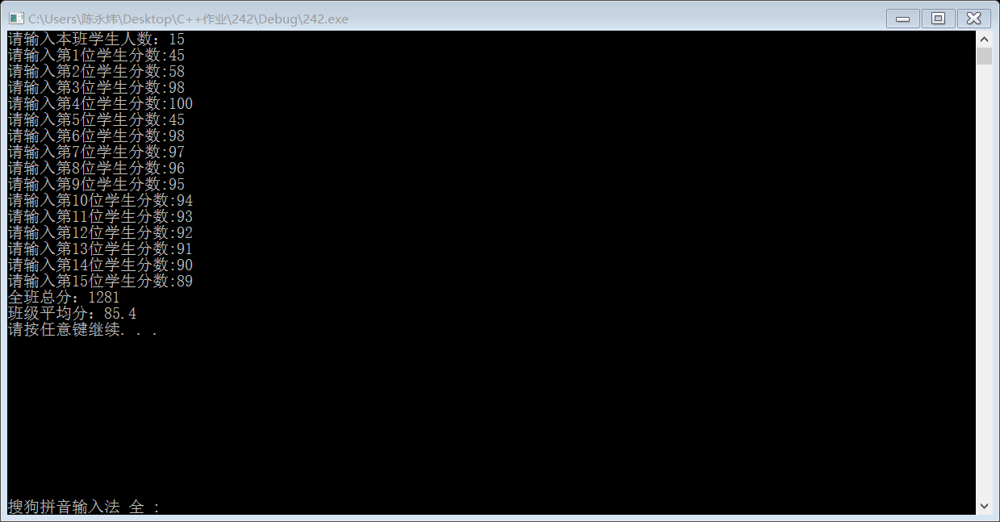 C:\Users\陈永炜\Desktop\C++作业\242\Debug\242.exe
请输入本班学生人数：15
请输入第1位学生分数:45
请输入第2位学生分数:58
请输入第3位学生分数:98
请输入第4位学生分数:100
请输入第5位学生分数:45
请输入第6位学生分数:98
请输入第7位学生分数:97
请输入第8位学生分数:96
请输入第9位学生分数:95
请输入第10位学生分数:94
请输入第11位学生分数:93
请输入第12位学生分数:92
请输入第13位学生分数:91
请输入第14位学生分数:90
请输入第15位学生分数:89
全班总分：1281
班级平均分：85.4
请按任意键继续. . .
搜狗拼音输入法 全 :